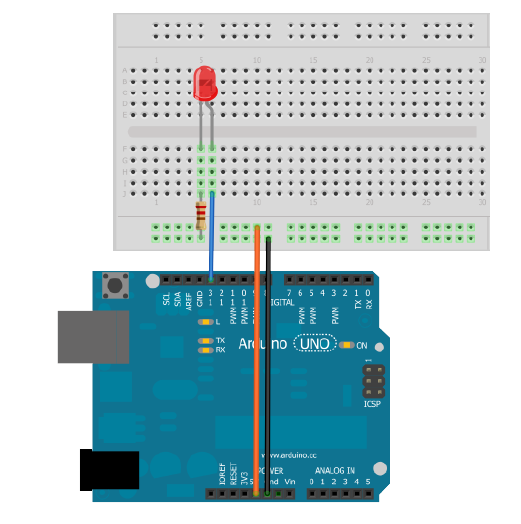 1 5 10 15 20 25 30
A
B
C
D
E
F
G
H
I
J
1 5 10 15 20 25 30
SCL
SDA
AREF
GND
13
12
PWM 11
PWM 10
PWM 9
8
DIGITAL
7
PWM 6
PWM 5
4
PWM 3
2
TX 1
RX 0
L
TX
RX
Arduino UNO
ON
1
ICSP
www.arduino.cc
POWER
ANALOG IN
IOREF
RESET
3V3
5V
Gnd
Vin
0 1 2 3 4 5